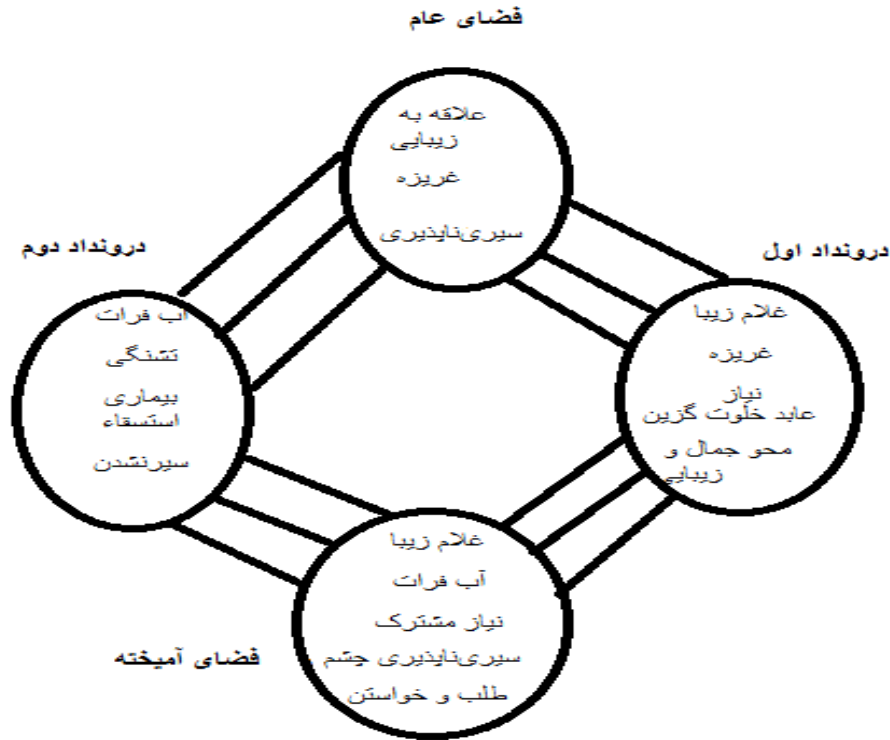 فضای عام
علاقه به
زیبایی
غریزه
سیری‌ناپذیری
درونداد اول
غلام زیبا
غریزه
نیاز
عابد خلوت گزین
محو جمال و
زیبایی
درونداد دوم
آب فرات
تشنگی
بیماری
استسقاء
سیرنشدن
غلام زیبا
آب فرات
نیاز مشترک
سیری‌ناپذیری چشم
طلب و خواستن
فضای آمیخته